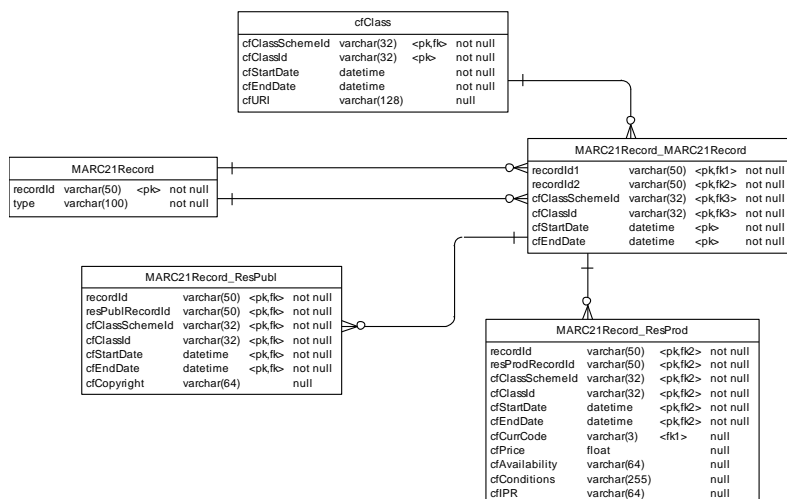 cfClass
cfClassSchemeId varchar(32) <pk,fk> not null
cfClassId varchar(32) <pk> not null
cfStartDate datetime not null
cfEndDate datetime not null
cfURI varchar(128) null
MARC21Record
recordId varchar(50) <pk> not null
type varchar(100) not null
MARC21Record_MARC21Record
recordId1 varchar(50) <pk,fk1> not null
recordId2 varchar(50) <pk,fk2> not null
cfClassSchemeId varchar(32) <pk,fk3> not null
cfClassId varchar(32) <pk,fk3> not null
cfStartDate datetime <pk> not null
cfEndDate datetime <pk> not null
MARC21Record_ResPubl
recordId varchar(50) <pk,fk> not null
resPublRecordId varchar(50) <pk,fk> not null
cfClassSchemeId varchar(32) <pk,fk> not null
cfClassId varchar(32) <pk,fk> not null
cfStartDate datetime <pk,fk> not null
cfEndDate datetime <pk,fk> not null
cfCopyright varchar(64) null
MARC21Record_ResProd
recordId varchar(50) <pk,fk2> not null
resProdRecordId varchar(50) <pk,fk2> not null
cfClassSchemeId varchar(32) <pk,fk2> not null
cfClassId varchar(32) <pk,fk2> not null
cfStartDate datetime <pk,fk2> not null
cfEndDate datetime <pk,fk2> not null
cfCurrCode varchar(3) <fk1> null
cfPrice float null
cfAvailability varchar(64) null
cfConditions varchar(255) null
cfIPR varchar(64) null